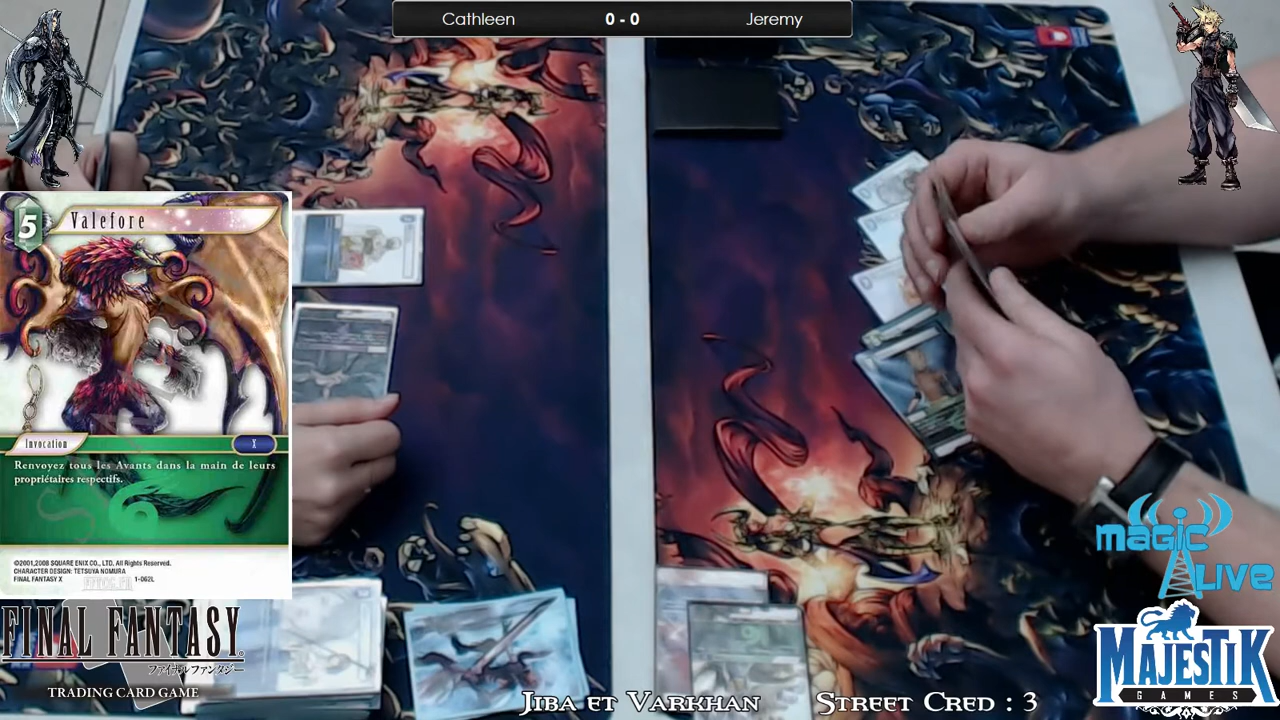 Cathleen 0 - 0 Jeremy
5 Valefore
Invocation X
Renvoyez tous les Avants dans la main de leurs
propriétaires respectifs.
©2001,2008 SQUARE ENIX CO., LTD. All Rights Reserved.
CHARACTER DESIGN: TETSUYA NOMURA
FINAL FANTASY X 1-062L
FINAL FANTASY
ファイナルファンタジー
TRADING CARD GAME
Jiba et Varkhan Street Cred : 3
magic Live
MAJESTIK
GAMES